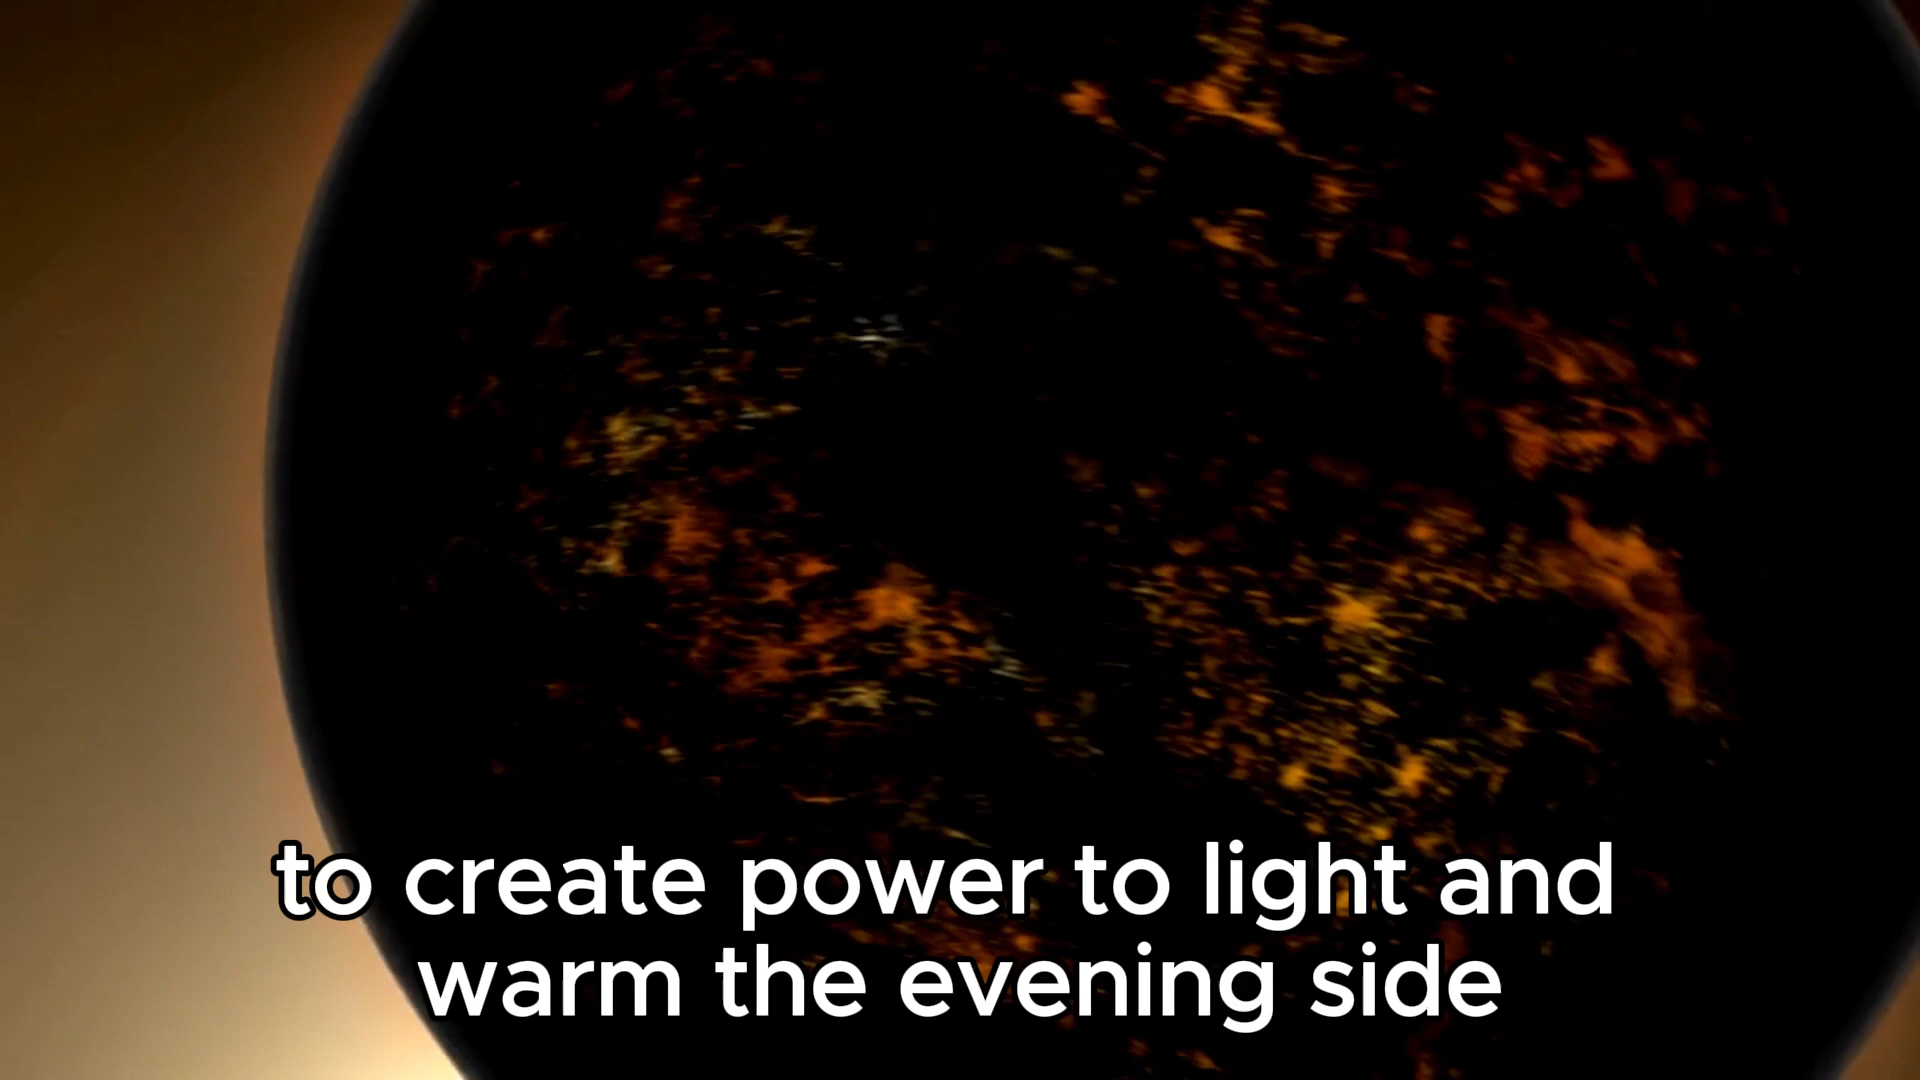 to create power to light and
warm the evening side